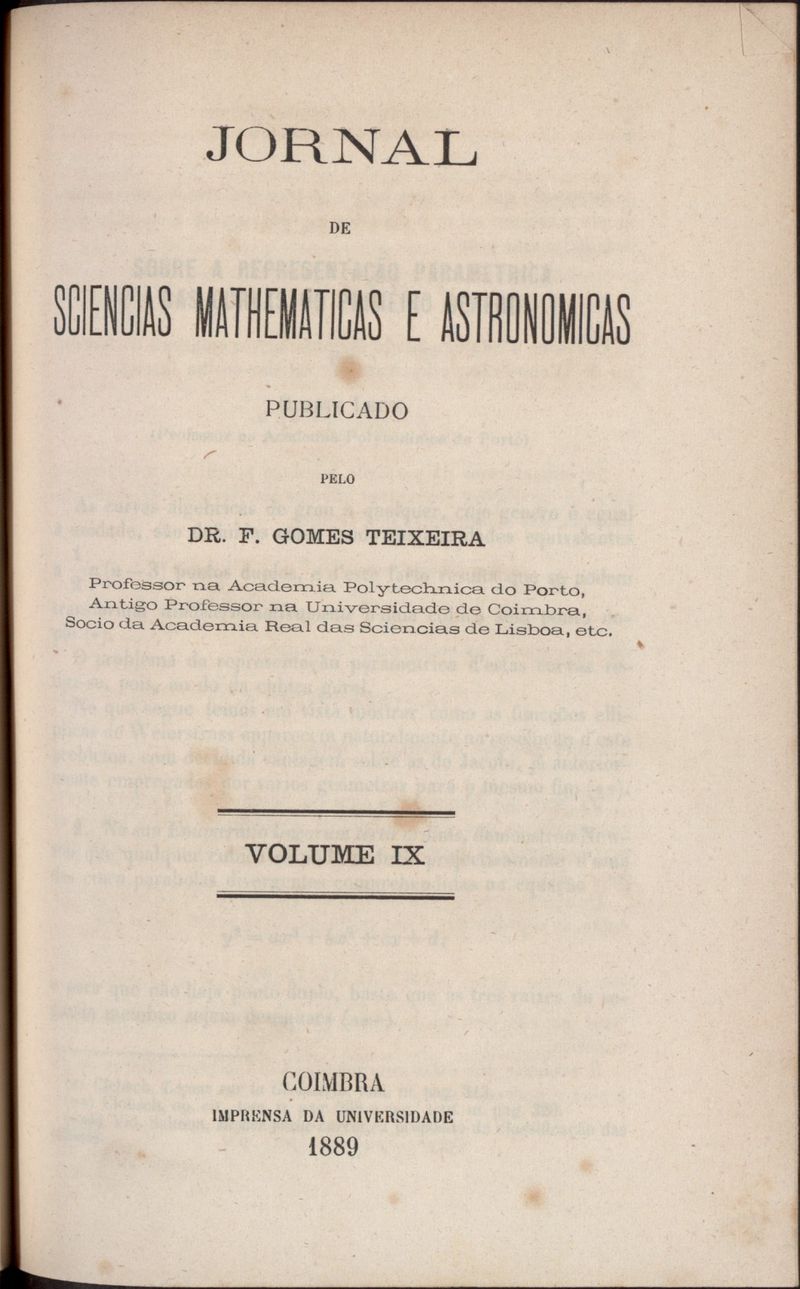 JORNAL
DE
SCIENCIAS MATHEMATICAS E ASTRONOMICAS
PUBLICADO
PELO
DR. F. GOMES TEIXEIRA
Professor na Academia Polytechnica do Porto,
Antigo Professor na Universidade de Coimbra,
Socio da Academia Real das Sciencias de Lisboa, etc.
VOLUME IX
COIMBRA
IMPRENSA DA UNIVERSIDADE
1889